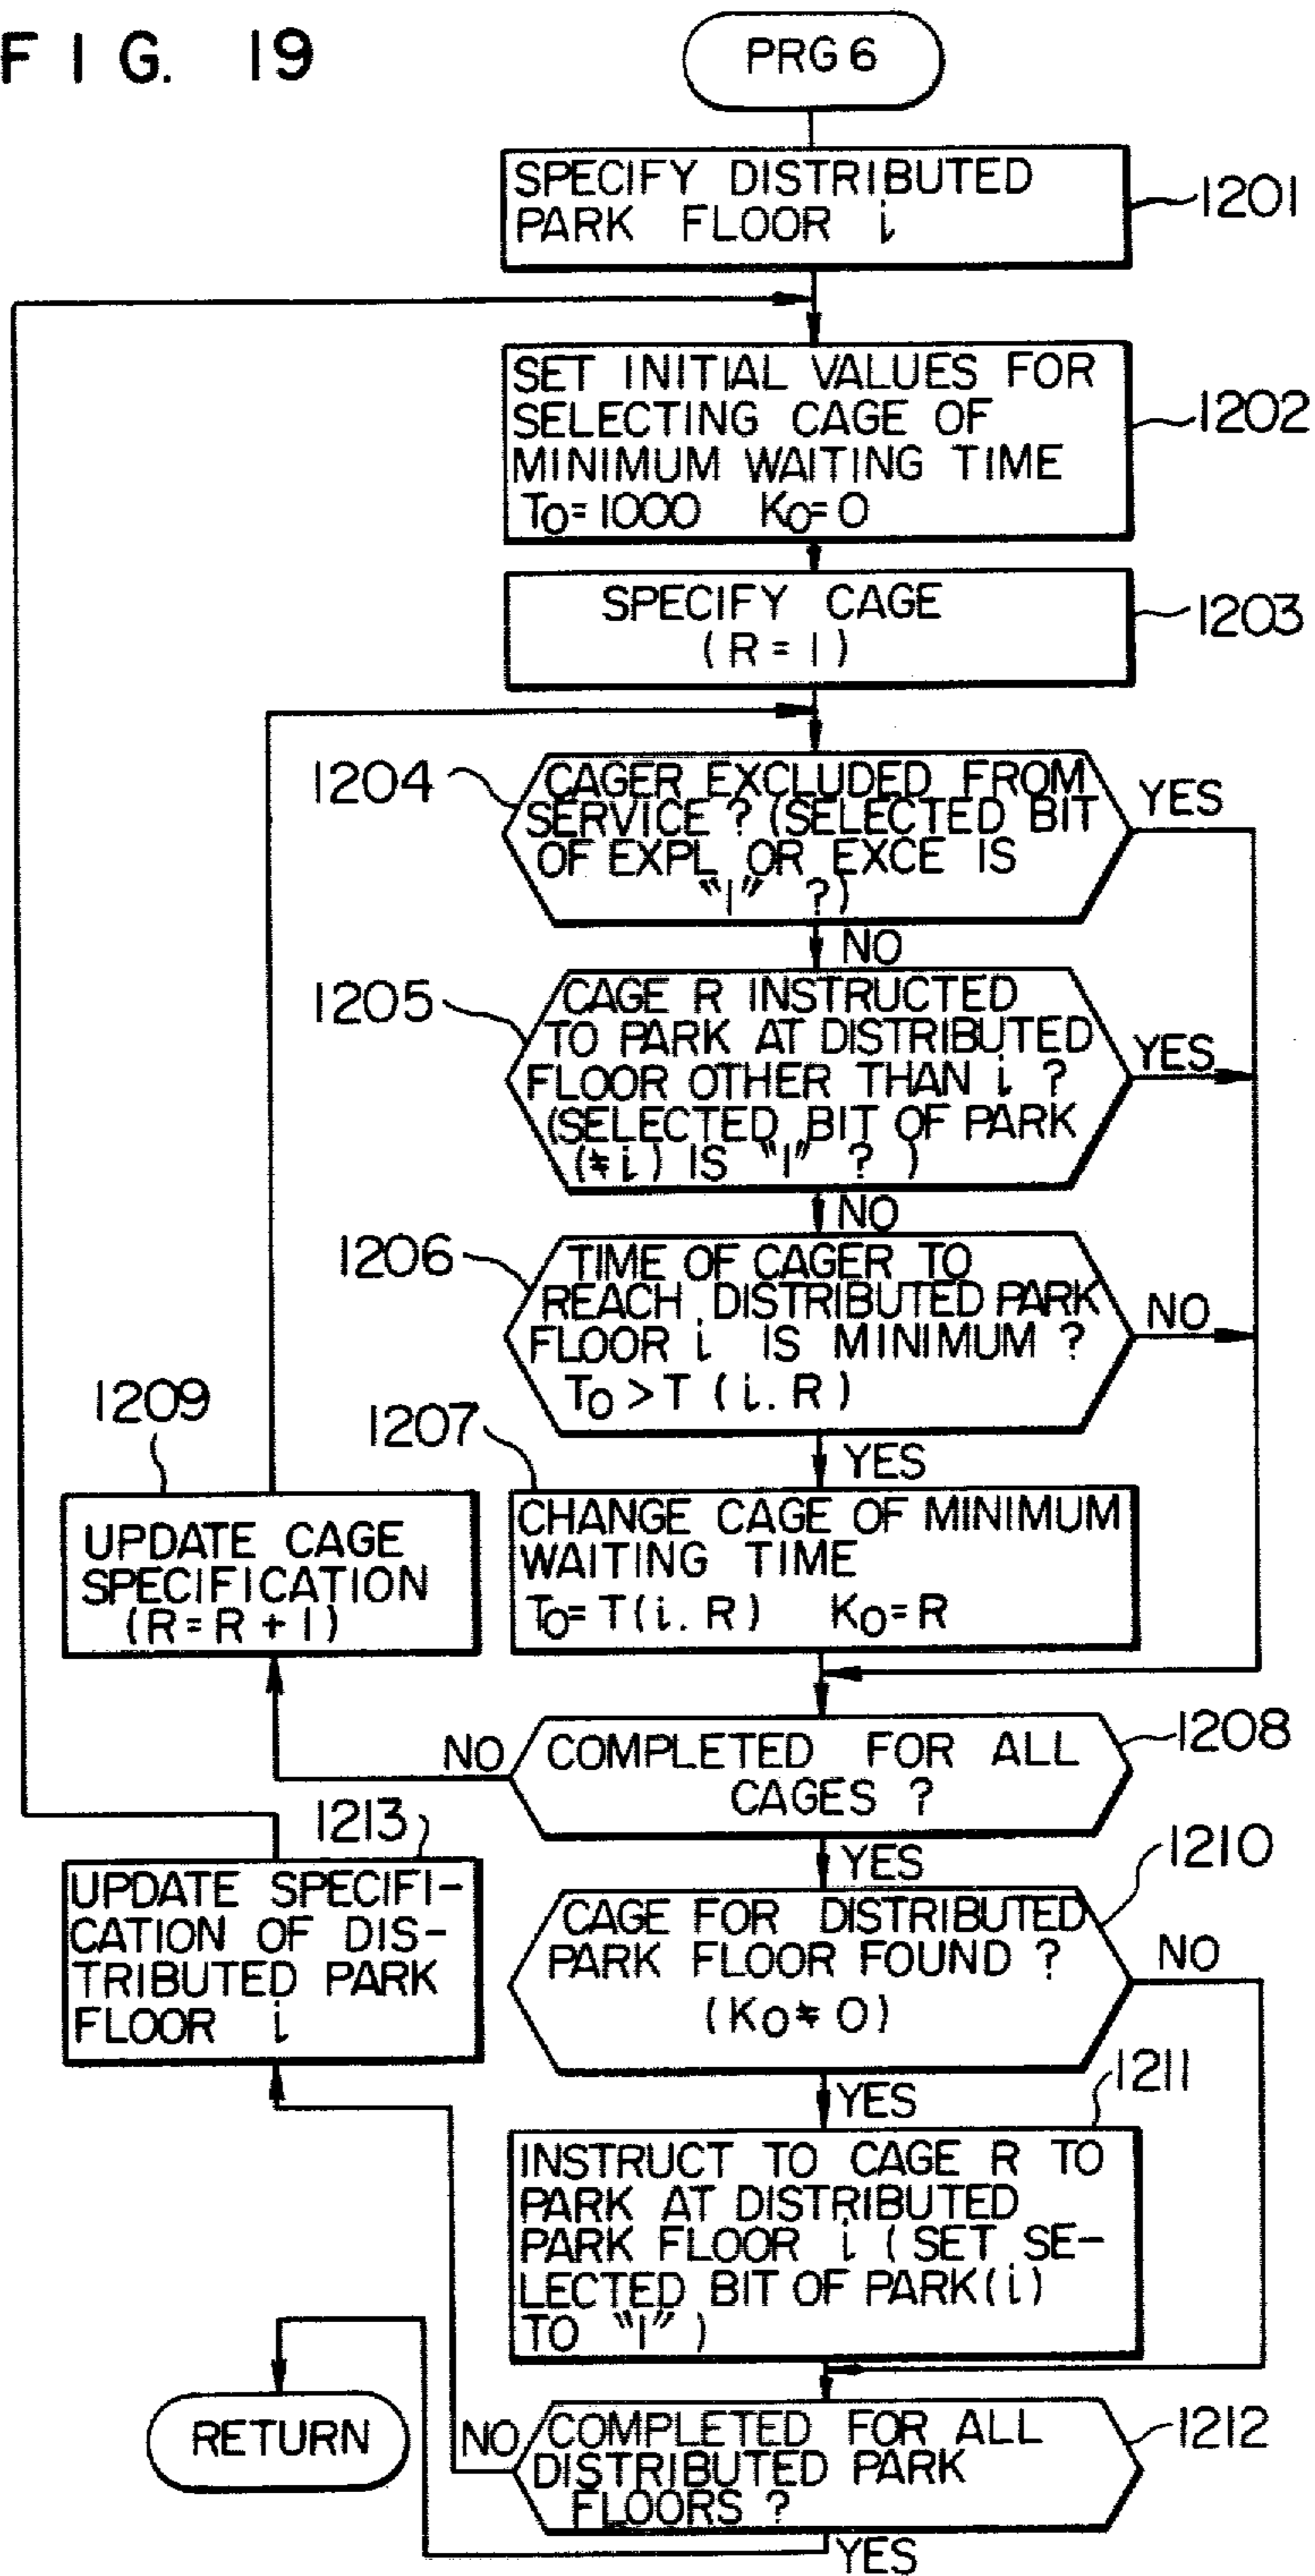 FIG. 19
PRG 6
SPECIFY DISTRIBUTED
PARK FLOOR i
1201
SET INITIAL VALUES FOR
SELECTING CAGE OF
MINIMUM WAITING TIME
T0=1000 K0=0
1202
SPECIFY CAGE
(R=1)
1203
1204
CAGER EXCLUDED FROM
SERVICE ? (SELECTED BIT
OF EXPL OR EXCE IS
"1" ?)
YES
NO
1205
CAGE R INSTRUCTED
TO PARK AT DISTRIBUTED
FLOOR OTHER THAN i ?
(SELECTED BIT OF PARK
(≠i) IS "1" ? )
YES
NO
1206
TIME OF CAGER TO
REACH DISTRIBUTED PARK
FLOOR i IS MINIMUM ?
T0 > T (i. R)
NO
YES
1207
CHANGE CAGE OF MINIMUM
WAITING TIME
T0= T(i. R) K0=R
1209
UPDATE CAGE
SPECIFICATION
(R=R+1)
1208
COMPLETED FOR ALL
CAGES ?
NO
YES
1213
UPDATE SPECIFI-
CATION OF DIS-
TRIBUTED PARK
FLOOR i
1210
CAGE FOR DISTRIBUTED
PARK FLOOR FOUND ?
(K0≠0)
NO
YES
1211
INSTRUCT TO CAGE R TO
PARK AT DISTRIBUTED
PARK FLOOR i (SET SE-
LECTED BIT OF PARK(i)
TO "1")
RETURN
1212
COMPLETED FOR ALL
DISTRIBUTED PARK
FLOORS ?
NO
YES